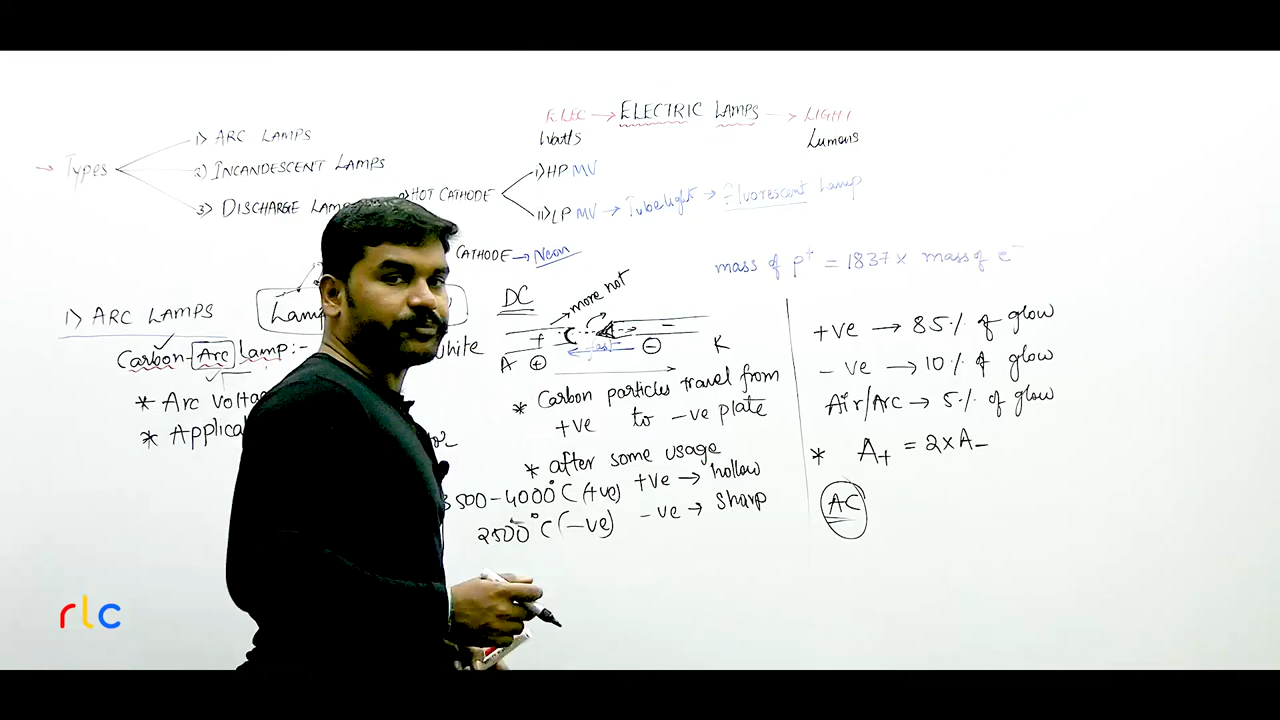 ELEC → ELECTRIC LAMPS → LIGHT
Watts Lumens
→ Types
1) ARC LAMPS
2) INCANDESCENT LAMPS
3) DISCHARGE LAMP
HOT CATHODE
i) HP MV
ii) LP MV → Tubelight → Fluorescent Lamp
CATHODE → Neon
mass of p+ = 1837 × mass of e-
1) ARC LAMPS
Carbon-Arc Lamp:- white
* Arc volta
* Applica
DC
more hot
+ -
fast
A + - K
* Carbon particles travel from
+ve to -ve plate
* after some usage
+ve → hollow
-ve → sharp
3500-4000°C (+ve)
2500°C (-ve)
+ve → 85% of glow
-ve → 10% of glow
Air/Arc → 5% of glow
* A+ = 2×A-
AC
rlc